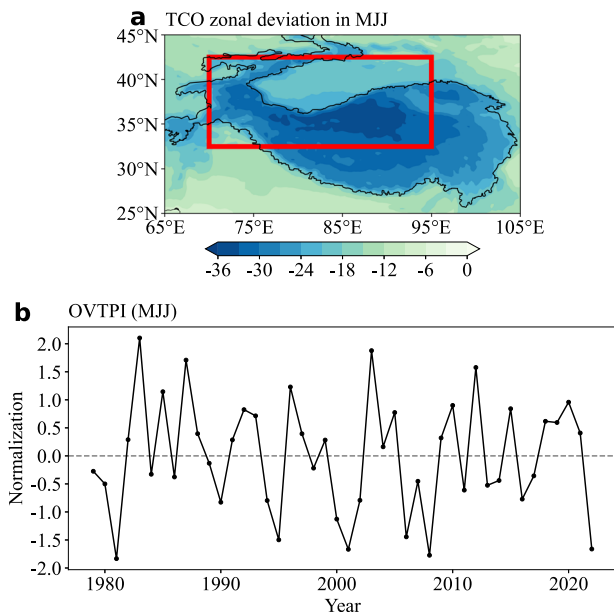 a TCO zonal deviation in MJJ
45°N
40°N
35°N
30°N
25°N
65°E 75°E 85°E 95°E 105°E
-36 -30 -24 -18 -12 -6 0
b OVTPI (MJJ)
2.0
1.5
1.0
0.5
0.0
-0.5
-1.0
-1.5
-2.0
Normalization
1980 1990 2000 2010 2020
Year